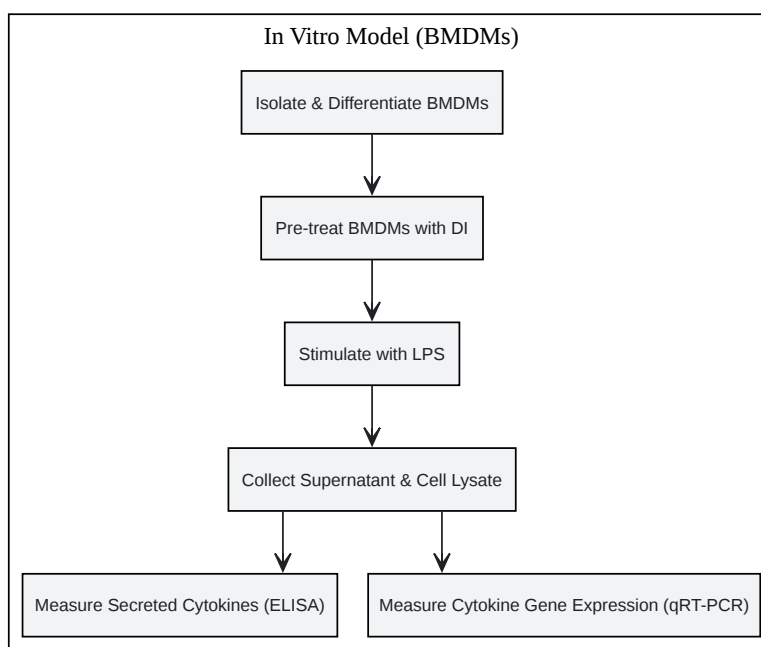 In Vitro Model (BMDMs)
Isolate & Differentiate BMDMs
Pre-treat BMDMs with DI
Stimulate with LPS
Collect Supernatant & Cell Lysate
Measure Secreted Cytokines (ELISA)
Measure Cytokine Gene Expression (qRT-PCR)